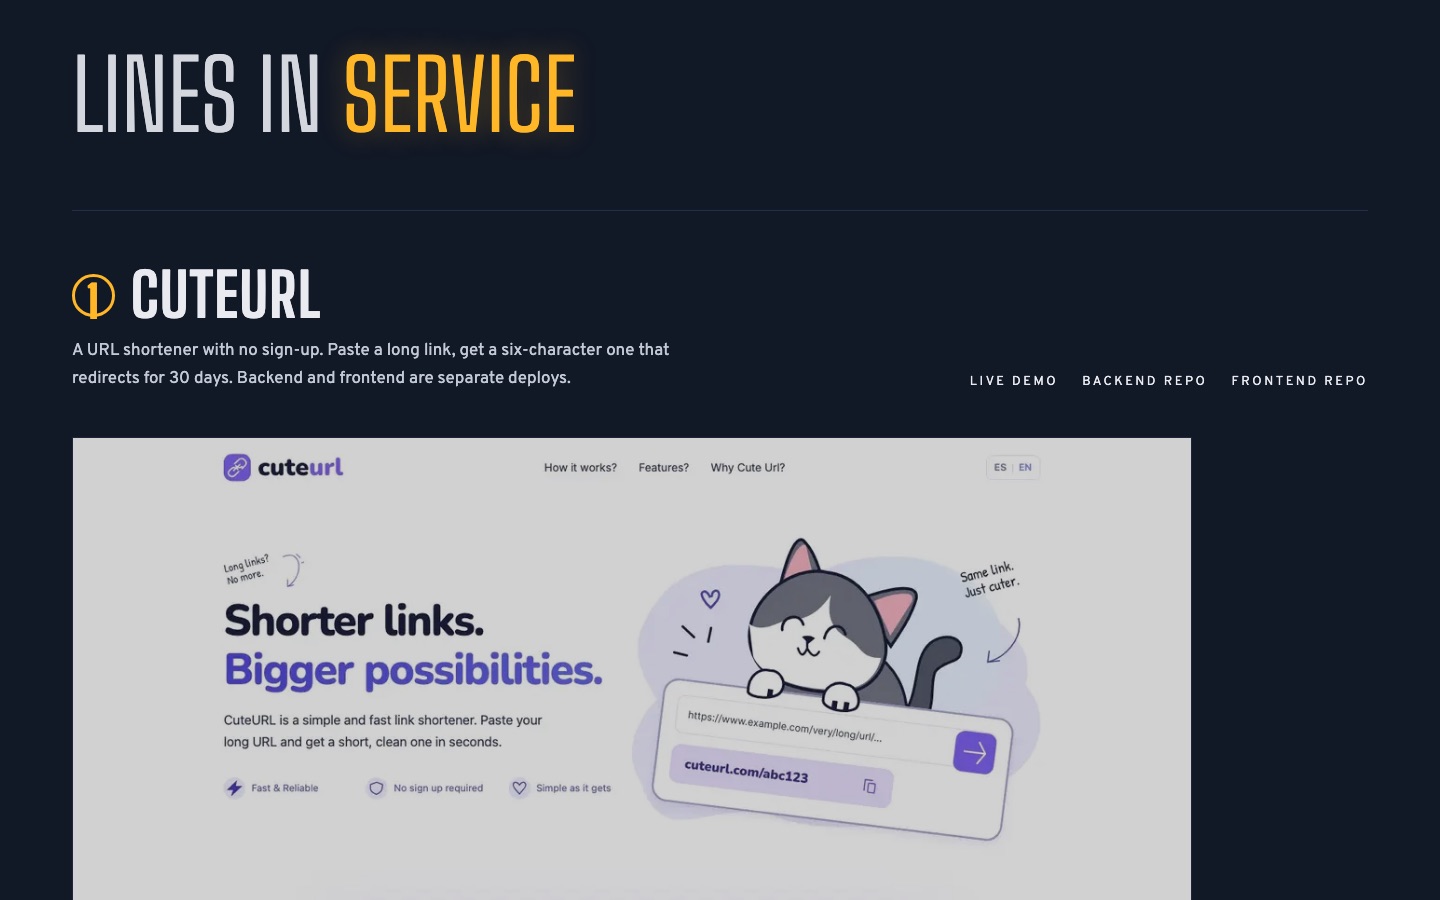 LINES IN SERVICE
1 CUTEURL
A URL shortener with no sign-up. Paste a long link, get a six-character one that
redirects for 30 days. Backend and frontend are separate deploys.
LIVE DEMO BACKEND REPO FRONTEND REPO
cuteurl How it works? Features? Why Cute Url? ES | EN
Long links?
No more.
Shorter links.
Bigger possibilities.
CuteURL is a simple and fast link shortener. Paste your
long URL and get a short, clean one in seconds.
Fast & Reliable No sign up required Simple as it gets
Same link.
Just cuter.
https://www.example.com/very/long/url/...
cuteurl.com/abc123